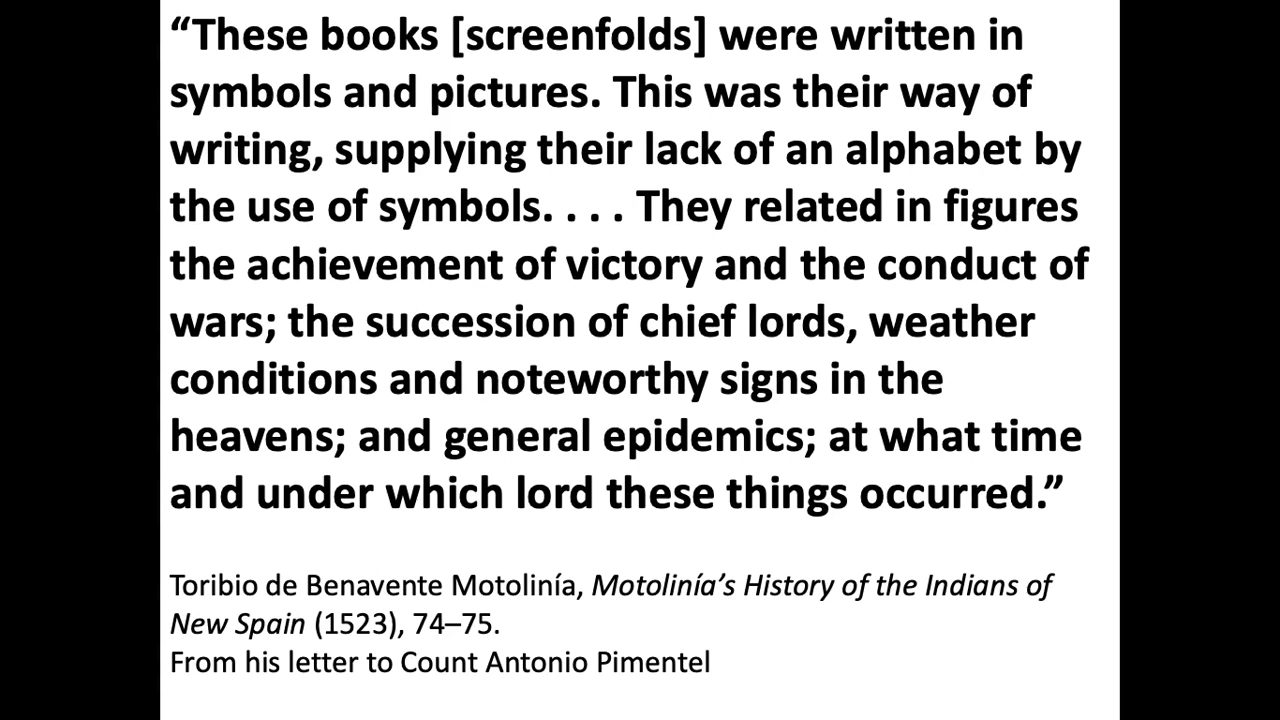 “These books [screenfolds] were written in
symbols and pictures. This was their way of
writing, supplying their lack of an alphabet by
the use of symbols. . . . They related in figures
the achievement of victory and the conduct of
wars; the succession of chief lords, weather
conditions and noteworthy signs in the
heavens; and general epidemics; at what time
and under which lord these things occurred.”
Toribio de Benavente Motolinía, Motolinía’s History of the Indians of
New Spain (1523), 74–75.
From his letter to Count Antonio Pimentel